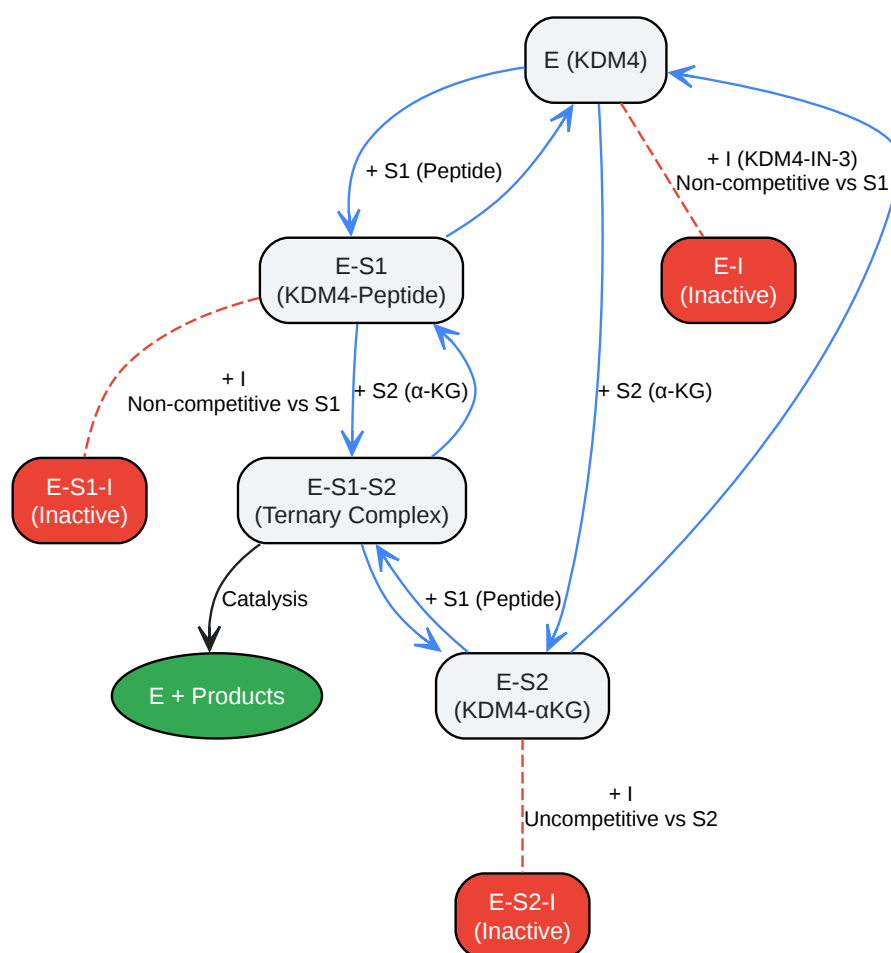 E (KDM4)
+ I (KDM4-IN-3)
Non-competitive vs S1
+ S1 (Peptide)
E-S1
(KDM4-Peptide)
E-I
(Inactive)
+ I
Non-competitive vs S1
+ S2 (α-KG)
+ S2 (α-KG)
E-S1-I
(Inactive)
E-S1-S2
(Ternary Complex)
Catalysis
+ S1 (Peptide)
E + Products
E-S2
(KDM4-αKG)
+ I
Uncompetitive vs S2
E-S2-I
(Inactive)